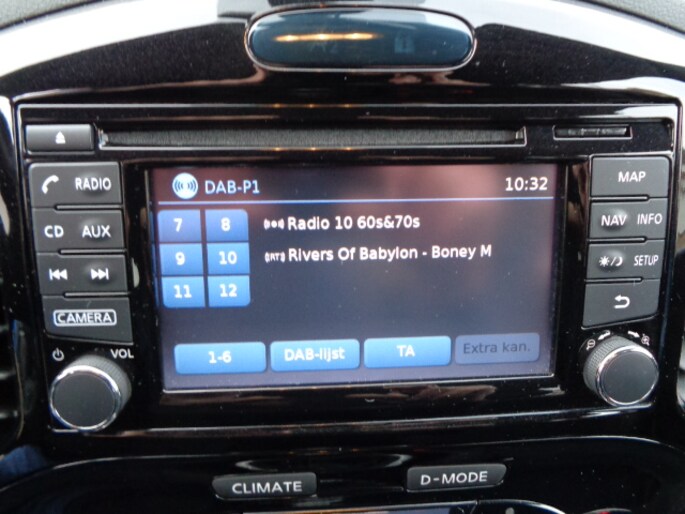 RADIO
CD AUX
CAMERA
VOL
DAB-P1 10:32
7 8 Radio 10 60s&70s
9 10 (RT) Rivers Of Babylon - Boney M
11 12
1-6 DAB-lijst TA Extra kan.
MAP
NAV INFO
SETUP
CLIMATE D-MODE